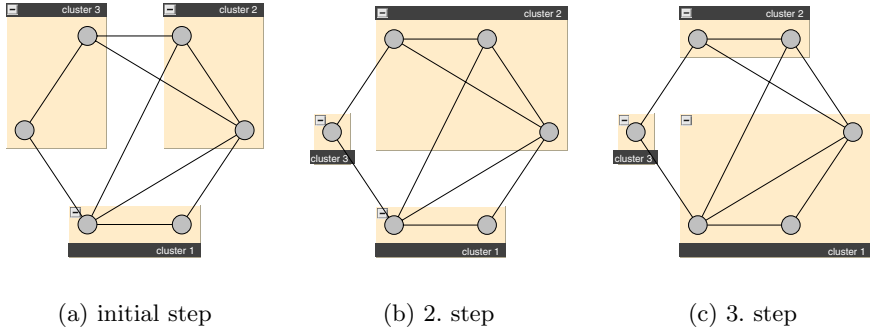 cluster 3
cluster 2
cluster 1
(a) initial step
cluster 2
cluster 3
cluster 1
(b) 2. step
cluster 2
cluster 3
cluster 1
(c) 3. step